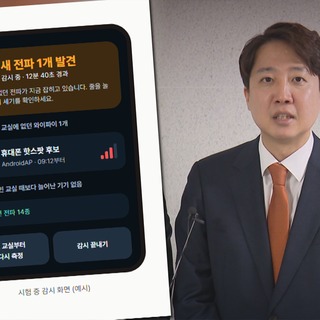 새 전파 1개 발견
감시 중 · 12분 40초 경과
던 전파가 지금 잡히고 있습니다. 줄을 늘
세기를 확인하세요.
교실에 없던 와이파이 1개
휴대폰 핫스팟 후보
AndroidAP · 09:12부터
빈 교실 때보다 늘어난 기기 없음
전파 14종
교실부터
다시 측정
감시 끝내기
시험 중 감시 화면 (예시)